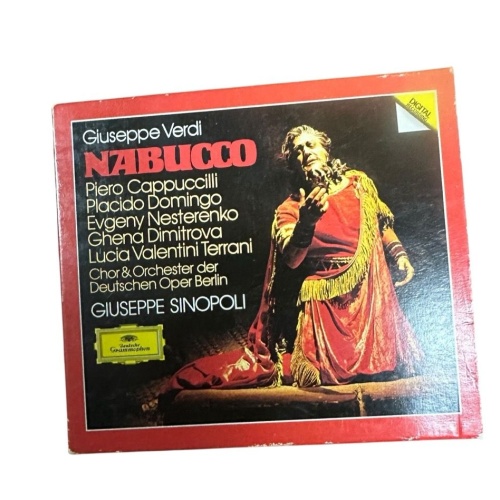 Giuseppe Verdi
NABUCCO
Piero Cappuccilli
Placido Domingo
Evgeny Nesterenko
Ghena Dimitrova
Lucia Valentini Terrani
Chor & Orchester der
Deutschen Oper Berlin
GIUSEPPE SINOPOLI
Deutsche
Grammophon
DIGITAL